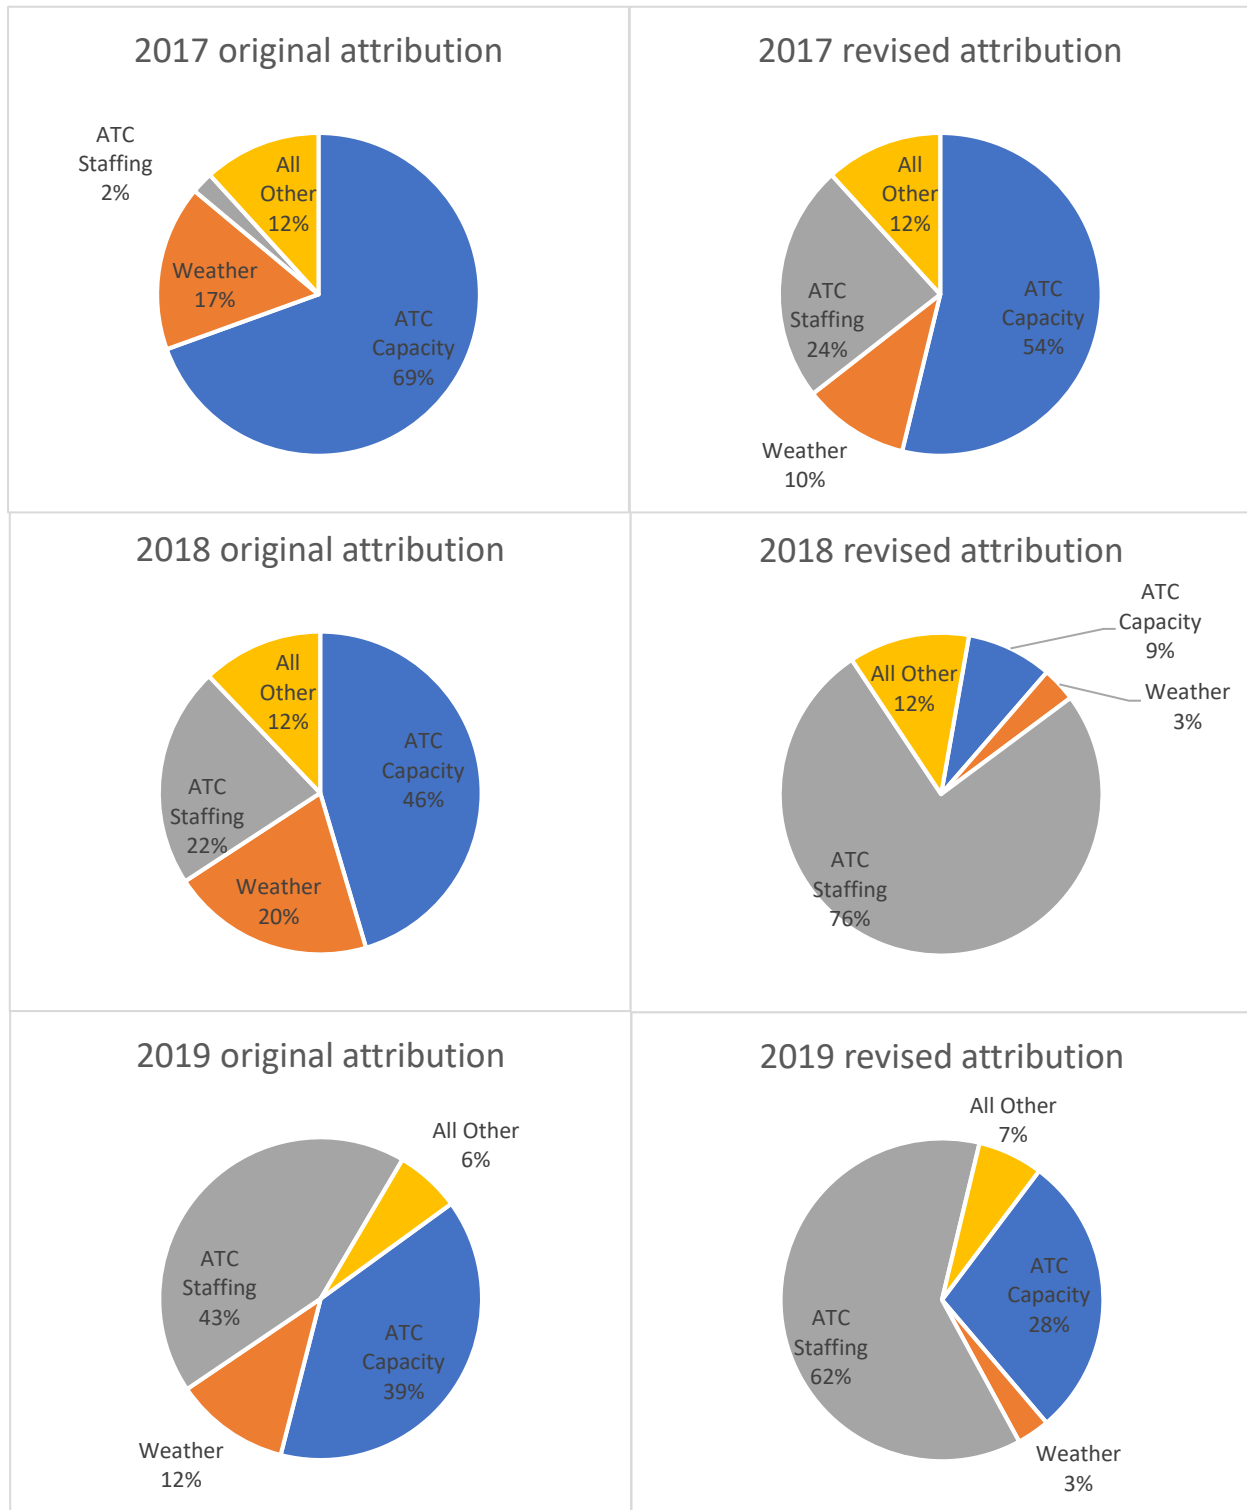 2017 original attribution
ATC
Staffing
2%
All
Other
12%
Weather
17%
ATC
Capacity
69%
2017 revised attribution
All
Other
12%
ATC
Staffing
24%
ATC
Capacity
54%
Weather
10%
2018 original attribution
All
Other
12%
ATC
Capacity
46%
ATC
Staffing
22%
Weather
20%
2018 revised attribution
ATC
Capacity
9%
All Other
12%
Weather
3%
ATC
Staffing
76%
2019 original attribution
All Other
6%
ATC
Staffing
43%
ATC
Capacity
39%
Weather
12%
2019 revised attribution
All Other
7%
ATC
Capacity
28%
ATC
Staffing
62%
Weather
3%